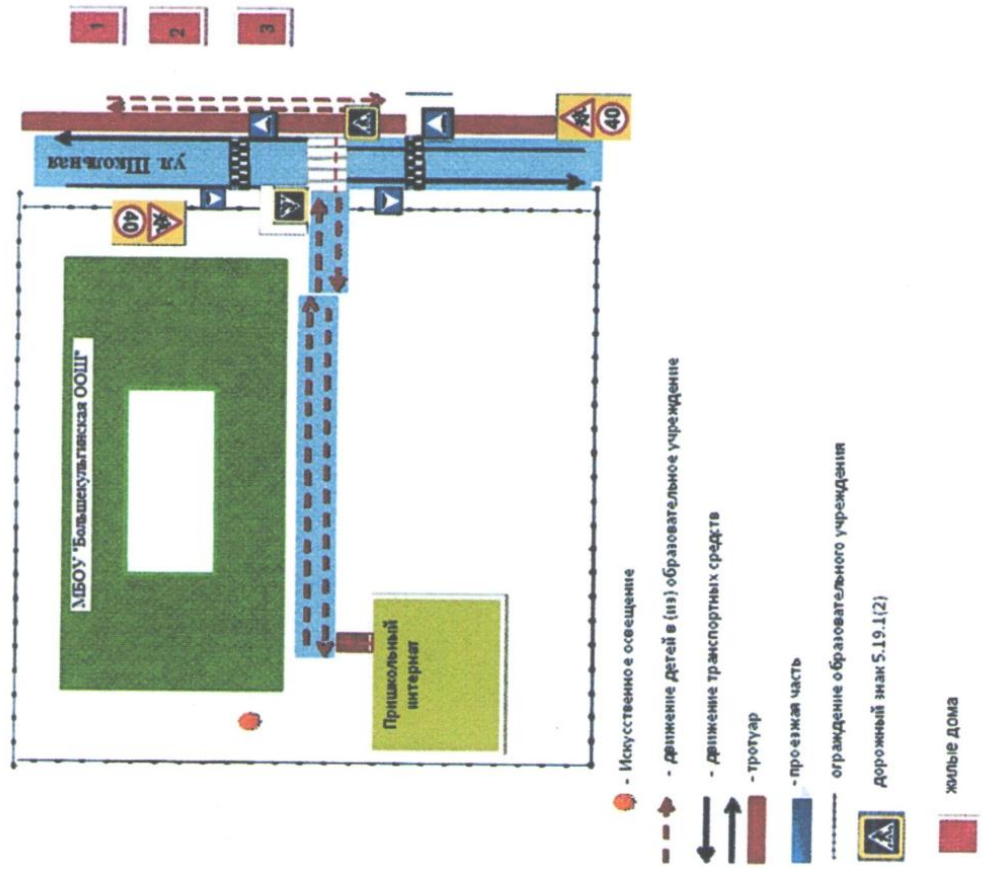 1
2
3
ул. Школьная
40
40
МБОУ "Большекульгинская ООШ"
Пришкольный
интернат
- Искусственное освещение
- движение детей в (из) образовательное учреждение
- движение транспортных средств
- тротуар
- проезжая часть
ограждение образовательного учреждения
дорожный знак 5.19.1(2)
жилые дома